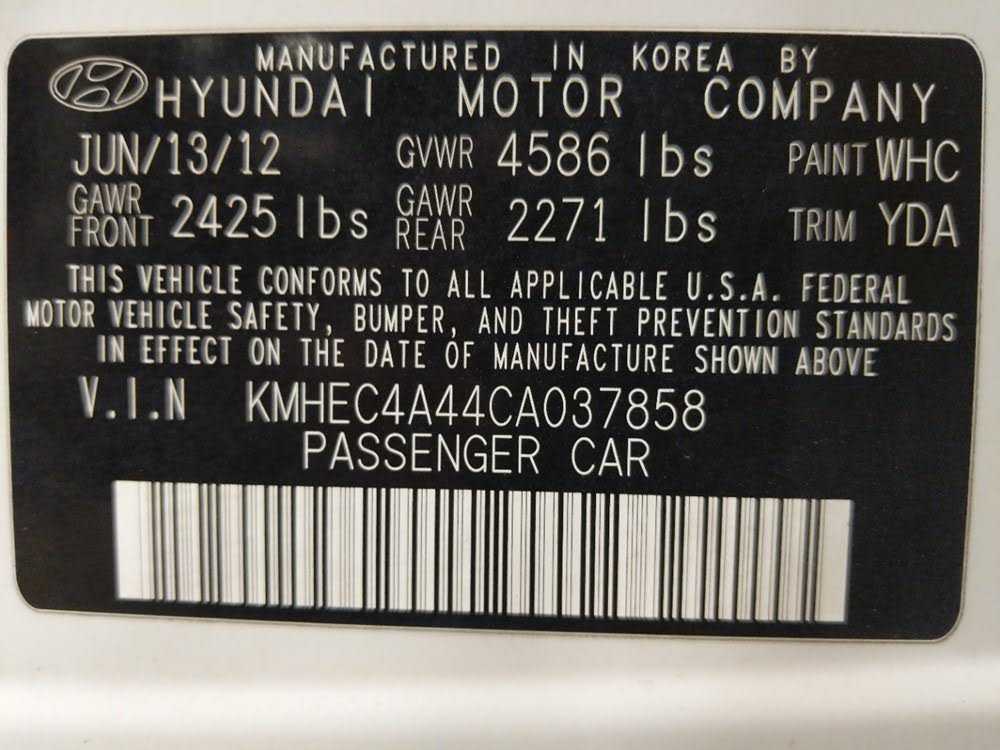 MANUFACTURED IN KOREA BY
HYUNDAI MOTOR COMPANY
JUN/13/12 GVWR 4586 lbs PAINT WHC
GAWR FRONT 2425 lbs GAWR REAR 2271 lbs TRIM YDA
THIS VEHICLE CONFORMS TO ALL APPLICABLE U.S.A. FEDERAL
MOTOR VEHICLE SAFETY, BUMPER, AND THEFT PREVENTION STANDARDS
IN EFFECT ON THE DATE OF MANUFACTURE SHOWN ABOVE
V.I.N KMHEC4A44CA037858
PASSENGER CAR